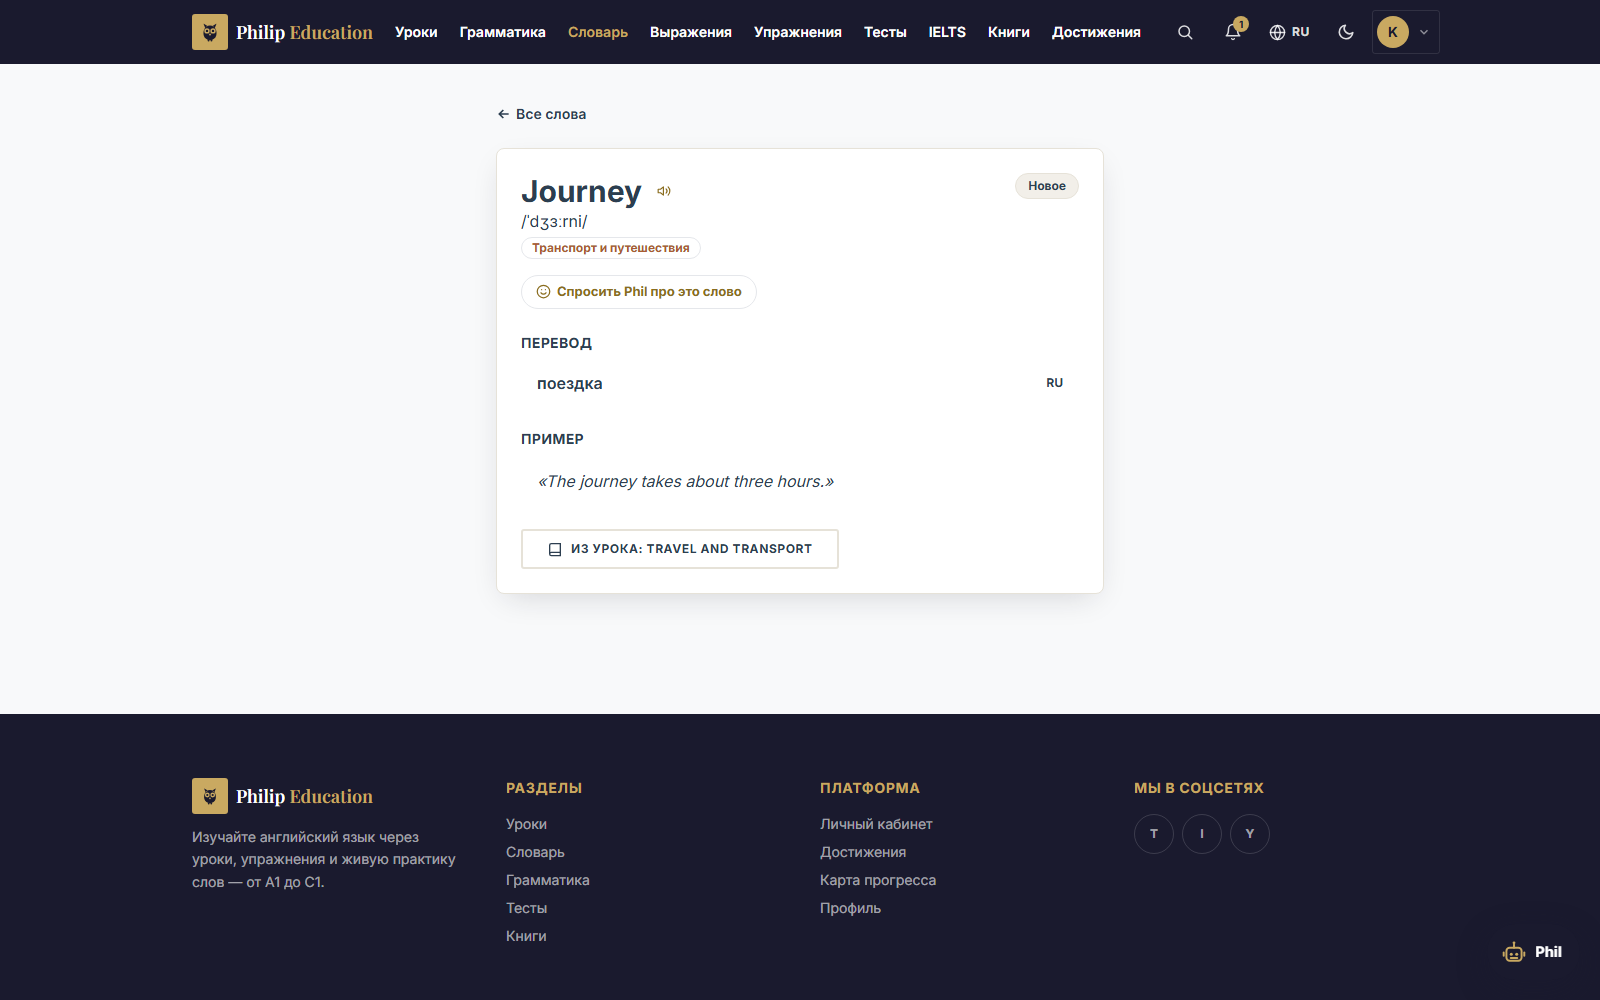 Philip Education
Уроки
Грамматика
Словарь
Выражения
Упражнения
Тесты
IELTS
Книги
Достижения
1
RU
K
← Все слова
Journey
Новое
/ˈdʒɜːrni/
Транспорт и путешествия
Спросить Phil про это слово
ПЕРЕВОД
поездка
RU
ПРИМЕР
«The journey takes about three hours.»
ИЗ УРОКА: TRAVEL AND TRANSPORT
Philip Education
Изучайте английский язык через
уроки, упражнения и живую практику
слов — от A1 до C1.
РАЗДЕЛЫ
Уроки
Словарь
Грамматика
Тесты
Книги
ПЛАТФОРМА
Личный кабинет
Достижения
Карта прогресса
Профиль
МЫ В СОЦСЕТЯХ
T
I
Y
Phil